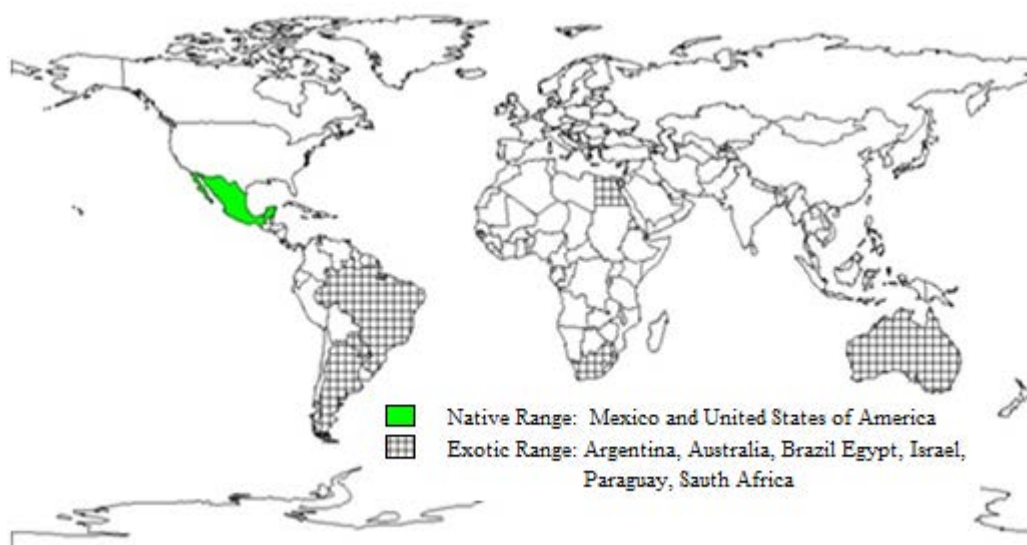 Native Range: Mexico and United States of America
Exotic Range: Argentina, Australia, Brazil Egypt, Israel,
Paraguay, Sauth Africa